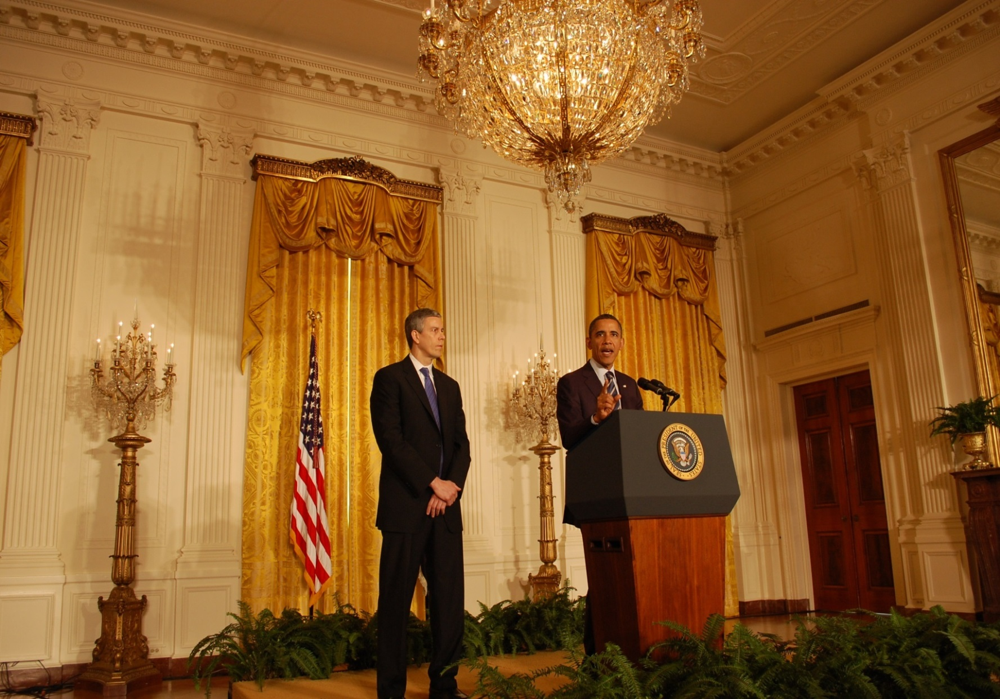 SEAL OF THE PRESIDENT OF THE UNITED STATES